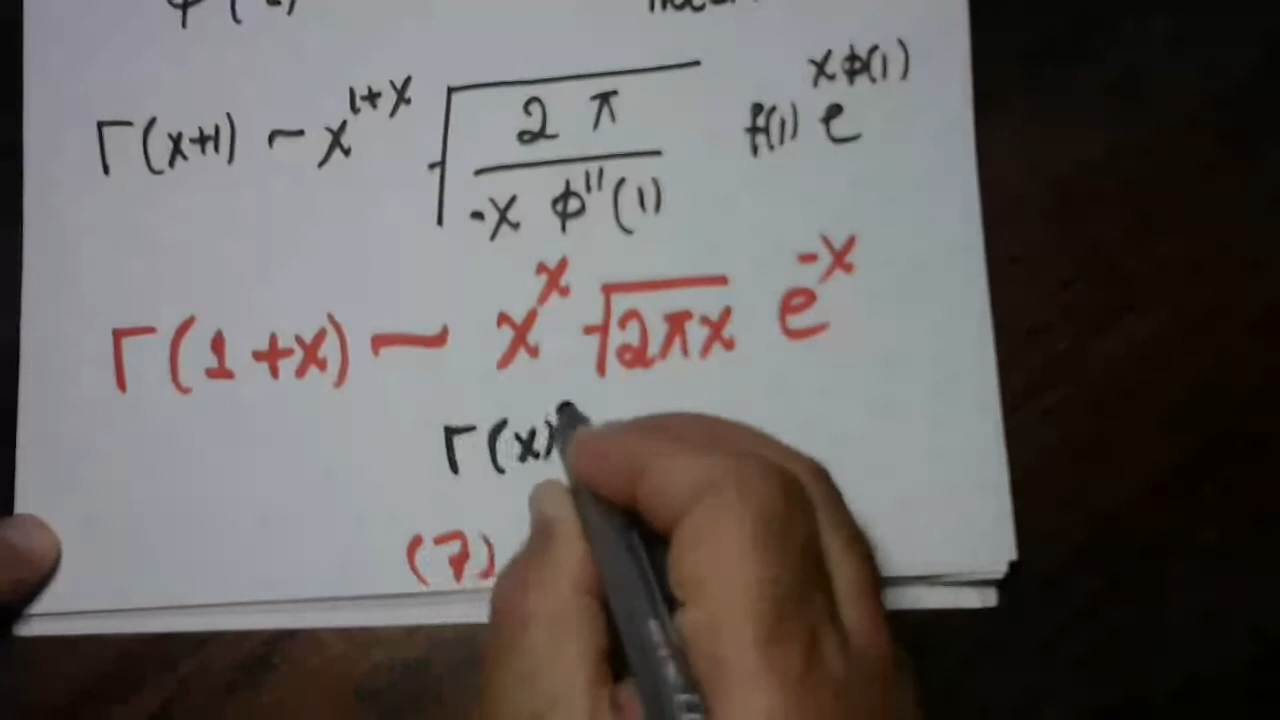 Γ(x+1) ~ x^{1+x} √(2π / -x φ''(1)) f(1) e^{xφ(1)}
Γ(1+x) ~ x^x √2πx e^{-x}
Γ(x)
(7)